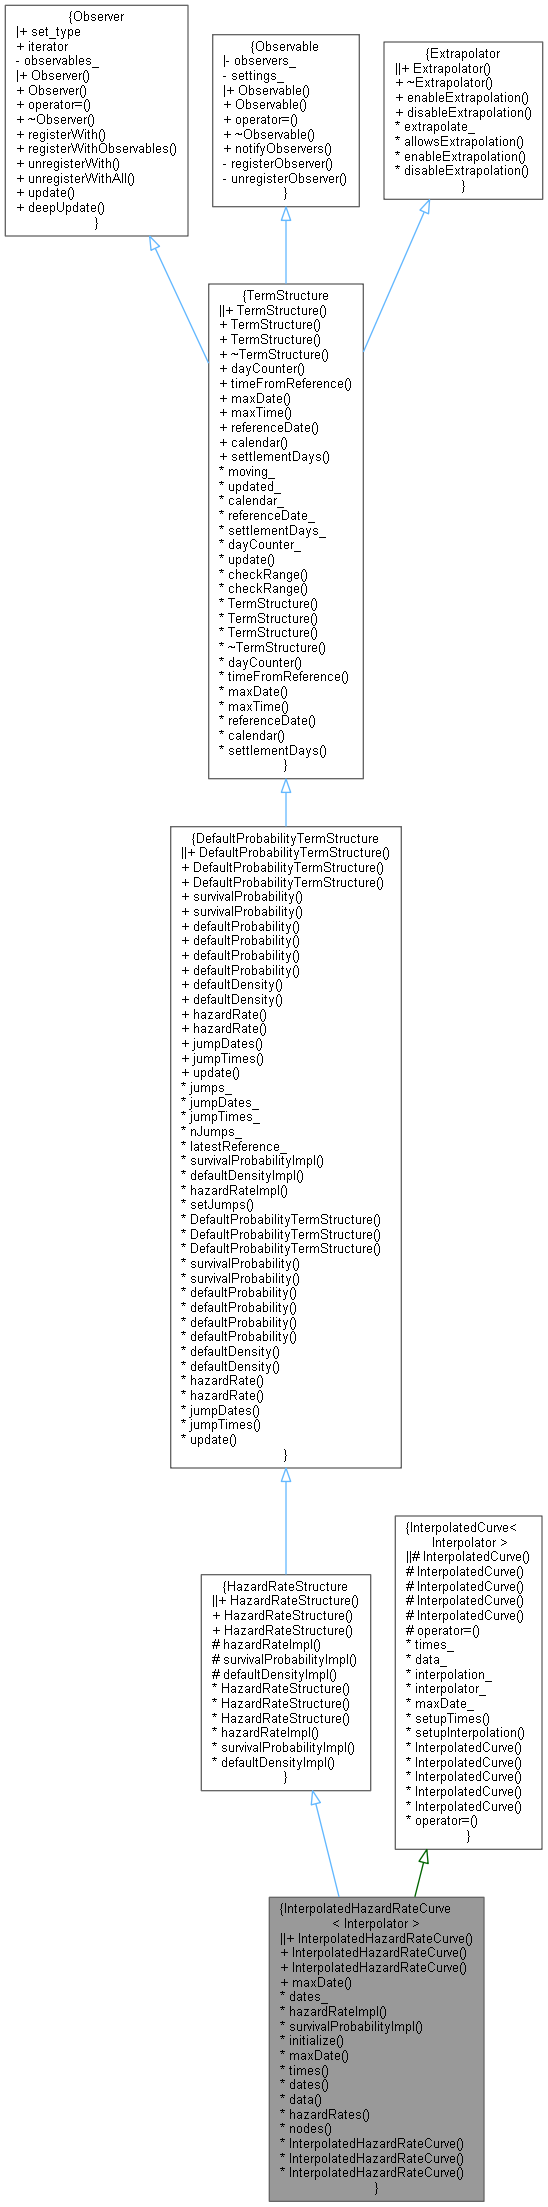 {Observer
|+ set_type
+ iterator
- observables_
|+ Observer()
+ Observer()
+ operator=()
+ ~Observer()
+ registerWith()
+ registerWithObservables()
+ unregisterWith()
+ unregisterWithAll()
+ update()
+ deepUpdate()
}
{Observable
|- observers_
- settings_
|+ Observable()
+ Observable()
+ operator=()
+ ~Observable()
+ notifyObservers()
- registerObserver()
- unregisterObserver()
}
{Extrapolator
||+ Extrapolator()
+ ~Extrapolator()
+ enableExtrapolation()
+ disableExtrapolation()
* extrapolate_
* allowsExtrapolation()
* enableExtrapolation()
* disableExtrapolation()
}
{TermStructure
||+ TermStructure()
+ TermStructure()
+ TermStructure()
+ ~TermStructure()
+ dayCounter()
+ timeFromReference()
+ maxDate()
+ maxTime()
+ referenceDate()
+ calendar()
+ settlementDays()
* moving_
* updated_
* calendar_
* referenceDate_
* settlementDays_
* dayCounter_
* update()
* checkRange()
* checkRange()
* TermStructure()
* TermStructure()
* TermStructure()
* ~TermStructure()
* dayCounter()
* timeFromReference()
* maxDate()
* maxTime()
* referenceDate()
* calendar()
* settlementDays()
}
{DefaultProbabilityTermStructure
||+ DefaultProbabilityTermStructure()
+ DefaultProbabilityTermStructure()
+ DefaultProbabilityTermStructure()
+ survivalProbability()
+ survivalProbability()
+ defaultProbability()
+ defaultProbability()
+ defaultProbability()
+ defaultProbability()
+ defaultDensity()
+ defaultDensity()
+ hazardRate()
+ hazardRate()
+ jumpDates()
+ jumpTimes()
+ update()
* jumps_
* jumpDates_
* jumpTimes_
* nJumps_
* latestReference_
* survivalProbabilityImpl()
* defaultDensityImpl()
* hazardRateImpl()
* setJumps()
* DefaultProbabilityTermStructure()
* DefaultProbabilityTermStructure()
* DefaultProbabilityTermStructure()
* survivalProbability()
* survivalProbability()
* defaultProbability()
* defaultProbability()
* defaultProbability()
* defaultProbability()
* defaultDensity()
* defaultDensity()
* hazardRate()
* hazardRate()
* jumpDates()
* jumpTimes()
* update()
}
{HazardRateStructure
||+ HazardRateStructure()
+ HazardRateStructure()
+ HazardRateStructure()
# hazardRateImpl()
# survivalProbabilityImpl()
# defaultDensityImpl()
* HazardRateStructure()
* HazardRateStructure()
* HazardRateStructure()
* hazardRateImpl()
* survivalProbabilityImpl()
* defaultDensityImpl()
}
{InterpolatedCurve<
Interpolator >
||# InterpolatedCurve()
# InterpolatedCurve()
# InterpolatedCurve()
# InterpolatedCurve()
# InterpolatedCurve()
# operator=()
* times_
* data_
* interpolation_
* interpolator_
* maxDate_
* setupTimes()
* setupInterpolation()
* InterpolatedCurve()
* InterpolatedCurve()
* InterpolatedCurve()
* InterpolatedCurve()
* InterpolatedCurve()
* operator=()
}
{InterpolatedHazardRateCurve
< Interpolator >
||+ InterpolatedHazardRateCurve()
+ InterpolatedHazardRateCurve()
+ InterpolatedHazardRateCurve()
+ maxDate()
* dates_
* hazardRateImpl()
* survivalProbabilityImpl()
* initialize()
* maxDate()
* times()
* dates()
* data()
* hazardRates()
* nodes()
* InterpolatedHazardRateCurve()
* InterpolatedHazardRateCurve()
* InterpolatedHazardRateCurve()
}